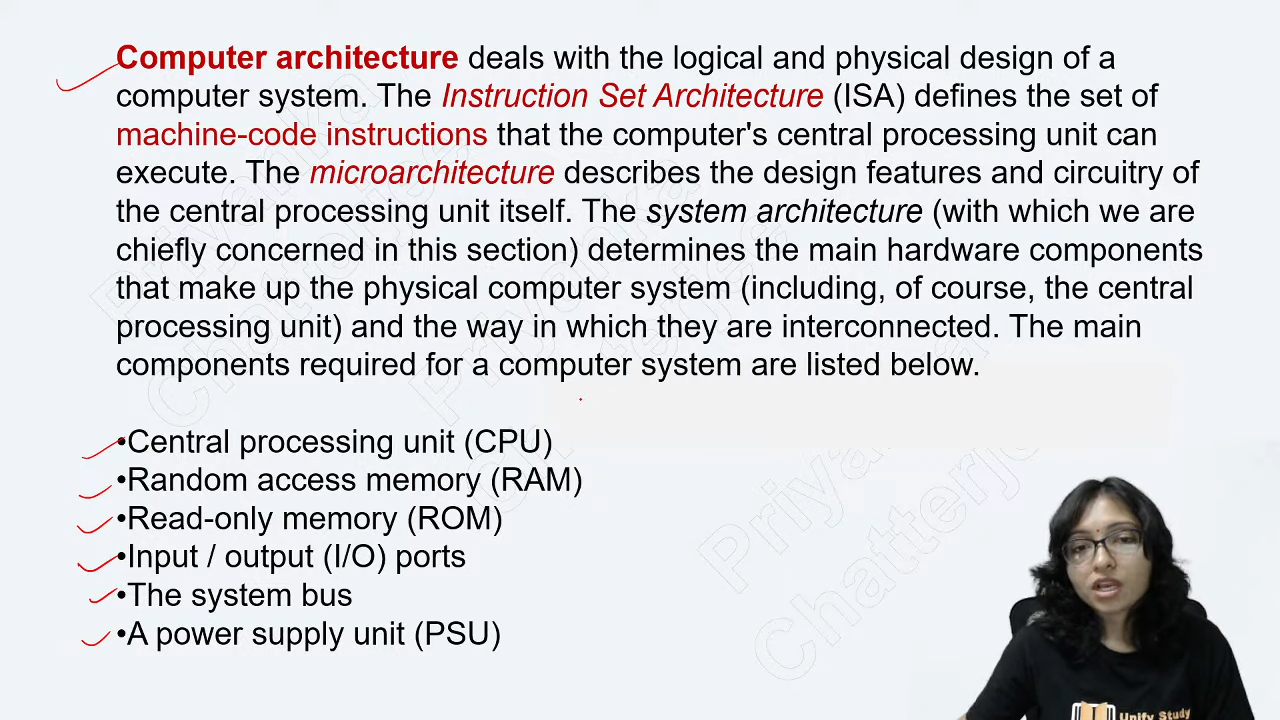 Computer architecture deals with the logical and physical design of a
computer system. The Instruction Set Architecture (ISA) defines the set of
machine-code instructions that the computer's central processing unit can
execute. The microarchitecture describes the design features and circuitry of
the central processing unit itself. The system architecture (with which we are
chiefly concerned in this section) determines the main hardware components
that make up the physical computer system (including, of course, the central
processing unit) and the way in which they are interconnected. The main
components required for a computer system are listed below.
•Central processing unit (CPU)
•Random access memory (RAM)
•Read-only memory (ROM)
•Input / output (I/O) ports
•The system bus
•A power supply unit (PSU)
Priyanka
Chatterjee
Unify Study